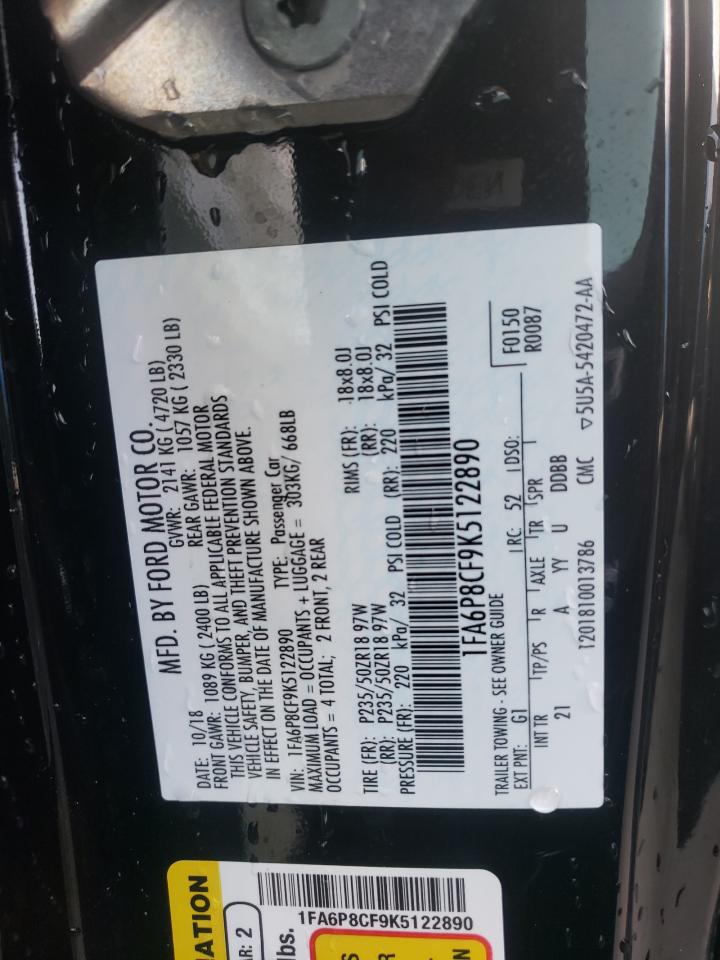 MFD. BY FORD MOTOR CO.
DATE: 10/18 GVWR: 2141 KG ( 4720 LB)
FRONT GAWR: 1089 KG ( 2400 LB) REAR GAWR: 1057 KG ( 2330 LB)
THIS VEHICLE CONFORMS TO ALL APPLICABLE FEDERAL MOTOR
VEHICLE SAFETY, BUMPER, AND THEFT PREVENTION STANDARDS
IN EFFECT ON THE DATE OF MANUFACTURE SHOWN ABOVE.
VIN: 1FA6P8CF9K5122890 TYPE: Passenger Car
MAXIMUM LOAD = OCCUPANTS + LUGGAGE = 303KG/ 668LB
OCCUPANTS = 4 TOTAL; 2 FRONT, 2 REAR
TIRE (FR): P235/50ZR18 97W RIMS (FR): 18x8.0J
(RR): P235/50ZR18 97W (RR): 18x8.0J
PRESSURE (FR): 220 kPa/ 32 PSI COLD (RR): 220 kPa/ 32 PSI COLD
1FA6P8CF9K5122890
TRAILER TOWING - SEE OWNER GUIDE F0150
EXT PNT: G1 RC: 52 DSO: R0087
INT TR TP/PS R AXLE TR SPR
21 A YY U DDBB
1201810013786 CMC ▽5U5A-5420472-AA
1FA6P8CF9K5122890
AR: 2
lbs.